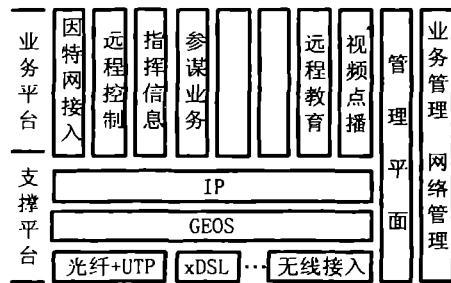 业务平台
因特网接入
远程控制
指挥信息
参谋业务
远程教育
视频点播
管理平面
业务管理 网络管理
支撑平台
IP
GEOS
光纤+UTP
xDSL
…
无线接入